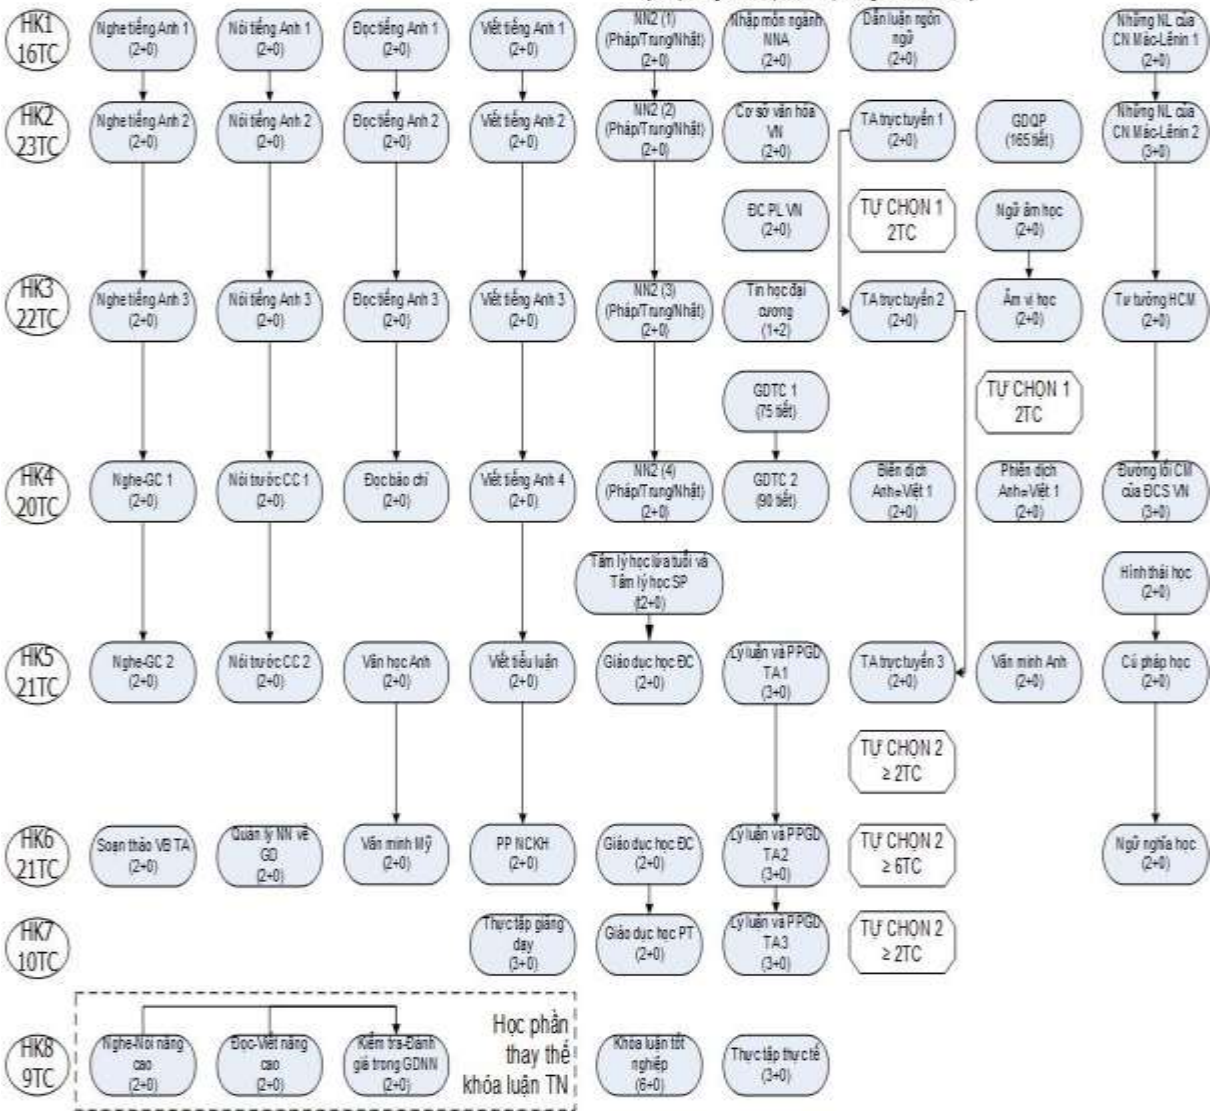 HK1
16TC
Nghe tiếng Anh 1
(2+0)
Nói tiếng Anh 1
(2+0)
Đọc tiếng Anh 1
(2+0)
Viết tiếng Anh 1
(2+0)
NN2 (1)
(Pháp/Trung/Nhật)
(2+0)
Nhập môn ngành
NNA
(2+0)
Dẫn luận ngôn
ngữ
(2+0)
Những NL của
CN Mác-Lênin 1
(2+0)
HK2
23TC
Nghe tiếng Anh 2
(2+0)
Nói tiếng Anh 2
(2+0)
Đọc tiếng Anh 2
(2+0)
Viết tiếng Anh 2
(2+0)
NN2 (2)
(Pháp/Trung/Nhật)
(2+0)
Cơ sở văn hóa
VN
(2+0)
TA trực tuyến 1
(2+0)
GDQP
(165 tiết)
Những NL của
CN Mác-Lênin 2
(3+0)
ĐC PL VN
(2+0)
TỰ CHỌN 1
2TC
Ngữ âm học
(2+0)
HK3
22TC
Nghe tiếng Anh 3
(2+0)
Nói tiếng Anh 3
(2+0)
Đọc tiếng Anh 3
(2+0)
Viết tiếng Anh 3
(2+0)
NN2 (3)
(Pháp/Trung/Nhật)
(2+0)
Tin học đại
cương
(1+2)
TA trực tuyến 2
(2+0)
Âm vị học
(2+0)
Tư tưởng HCM
(2+0)
GDTC 1
(75 tiết)
TỰ CHỌN 1
2TC
HK4
20TC
Nghe-GC 1
(2+0)
Nói trước CC 1
(2+0)
Đọc báo chí
(2+0)
Viết tiếng Anh 4
(2+0)
NN2 (4)
(Pháp/Trung/Nhật)
(2+0)
GDTC 2
(90 tiết)
Biên dịch
Anh=Việt 1
(2+0)
Phiên dịch
Anh=Việt 1
(2+0)
Đường lối CM
của ĐCS VN
(3+0)
Tâm lý học lứa tuổi và
Tâm lý học SP
(t2+0)
Hình thái học
(2+0)
HK5
21TC
Nghe-GC 2
(2+0)
Nói trước CC 2
(2+0)
Văn học Anh
(2+0)
Viết tiểu luận
(2+0)
Giáo dục học ĐC
(2+0)
Lý luận và PPGD
TA1
(3+0)
TA trực tuyến 3
(2+0)
Văn minh Anh
(2+0)
Cú pháp học
(2+0)
TỰ CHỌN 2
≥ 2TC
HK6
21TC
Soạn thảo VB TA
(2+0)
Quản lý NN về
GD
(2+0)
Văn minh Mỹ
(2+0)
PP NCKH
(2+0)
Giáo dục học ĐC
(2+0)
Lý luận và PPGD
TA2
(3+0)
TỰ CHỌN 2
≥ 6TC
Ngữ nghĩa học
(2+0)
HK7
10TC
Thực tập giảng
dạy
(3+0)
Giáo dục học PT
(2+0)
Lý luận và PPGD
TA3
(3+0)
TỰ CHỌN 2
≥ 2TC
HK8
9TC
Nghe-Nói nâng
cao
(2+0)
Đọc-Viết nâng
cao
(2+0)
Kiểm tra-Đánh
giá trong GDNN
(2+0)
Học phần
thay thế
khóa luận TN
Khóa luận tốt
nghiệp
(6+0)
Thực tập thực tế
(3+0)